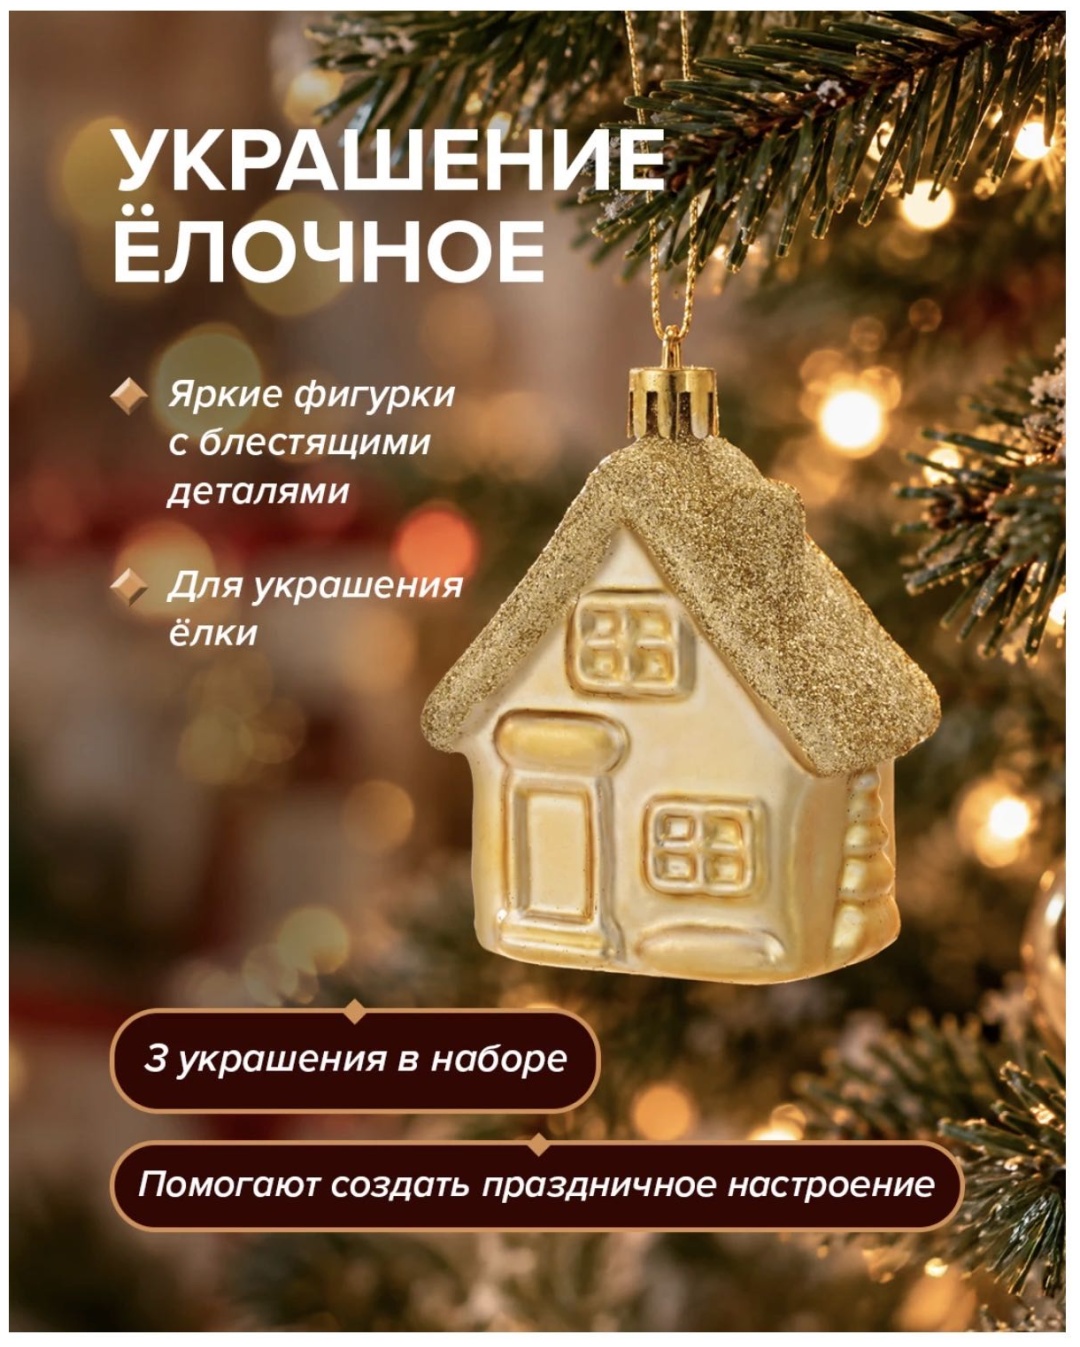 УКРАШЕНИЕ
ЁЛОЧНОЕ
Яркие фигурки
с блестящими
деталями
Для украшения
ёлки
3 украшения в наборе
Помогают создать праздничное настроение